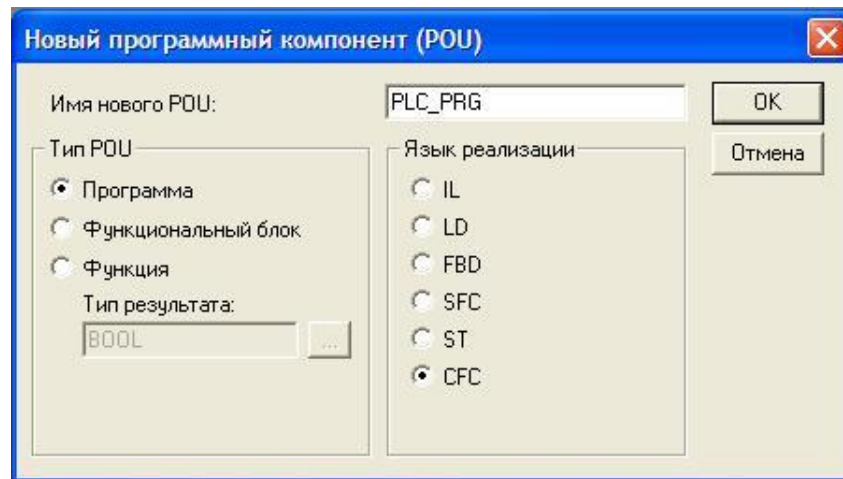 Новый программный компонент (POU)
Имя нового POU:
PLC_PRG
OK
Отмена
Тип POU
Программа
Функциональный блок
Функция
Тип результата:
BOOL
...
Язык реализации
IL
LD
FBD
SFC
ST
CFC